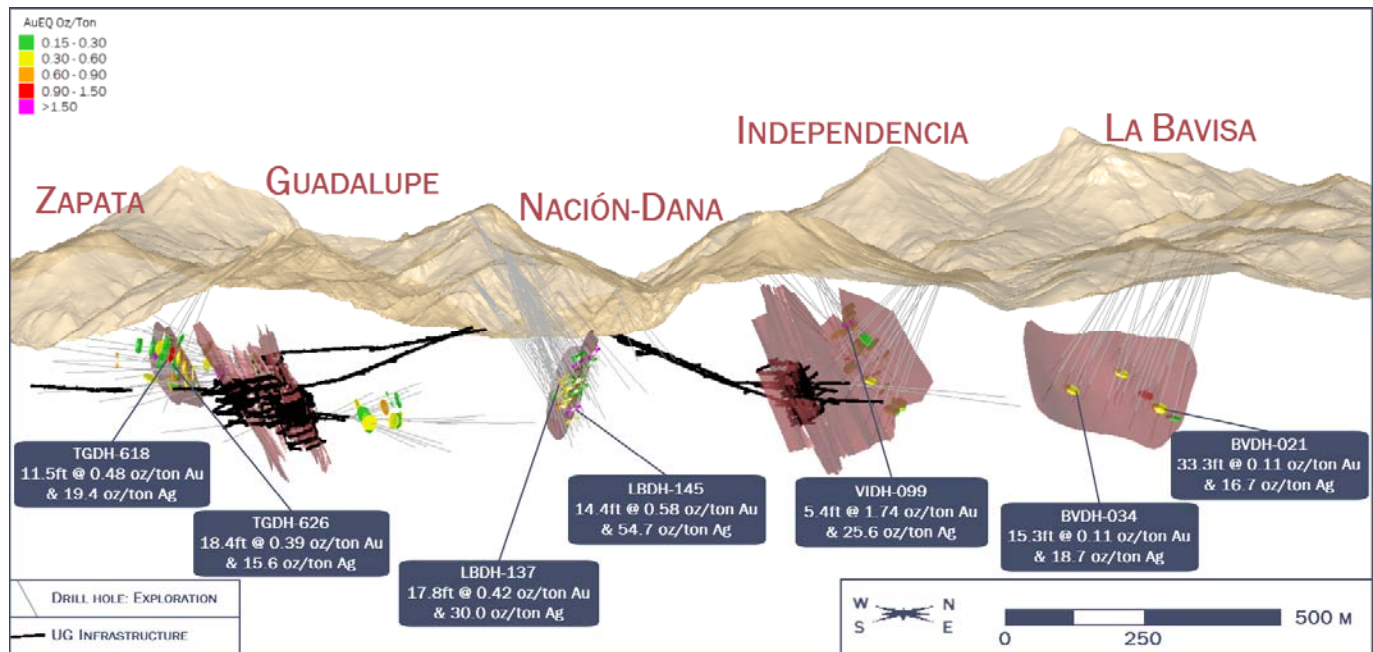 AuEQ Oz/Ton
0.15 - 0.30
0.30 - 0.60
0.60 - 0.90
0.90 - 1.50
>1.50
ZAPATA
GUADALUPE
NACIÓN-DANA
INDEPENDENCIA
LA BAVISA
TGDH-618
11.5ft @ 0.48 oz/ton Au
& 19.4 oz/ton Ag
TGDH-626
18.4ft @ 0.39 oz/ton Au
& 15.6 oz/ton Ag
LBDH-137
17.8ft @ 0.42 oz/ton Au
& 30.0 oz/ton Ag
LBDH-145
14.4ft @ 0.58 oz/ton Au
& 54.7 oz/ton Ag
VIDH-099
5.4ft @ 1.74 oz/ton Au
& 25.6 oz/ton Ag
BVDH-034
15.3ft @ 0.11 oz/ton Au
& 18.7 oz/ton Ag
BVDH-021
33.3ft @ 0.11 oz/ton Au
& 16.7 oz/ton Ag
DRILL HOLE: EXPLORATION
UG INFRASTRUCTURE
W N
S E
500 M
0 250